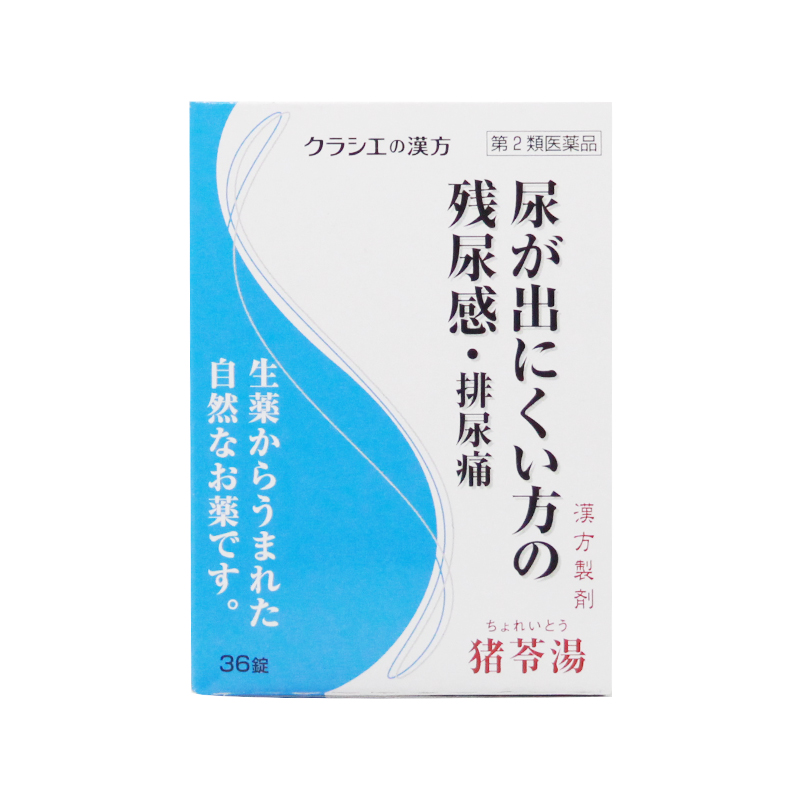 クラシエの漢方
第2類医薬品
尿が出にくい方の
残尿感・排尿痛
漢方製剤
ちょれいとう
猪苓湯
生薬からうまれた
自然なお薬です。
36錠